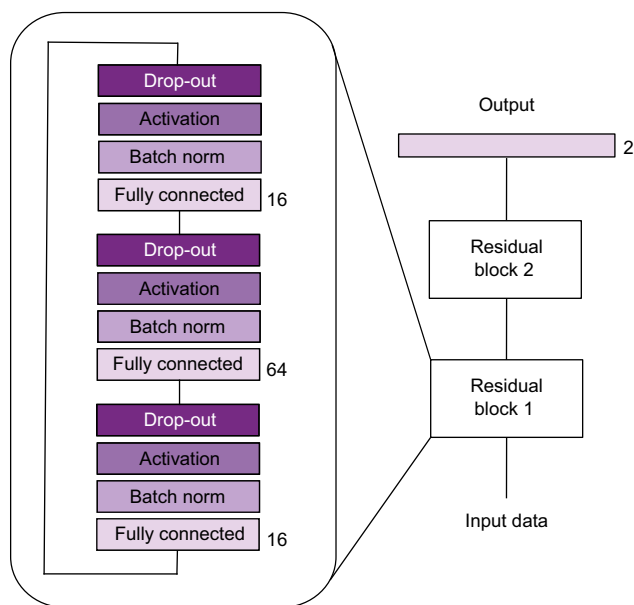 Drop-out
Activation
Batch norm
Fully connected 16
Drop-out
Activation
Batch norm
Fully connected 64
Drop-out
Activation
Batch norm
Fully connected 16
Output
2
Residual
block 2
Residual
block 1
Input data